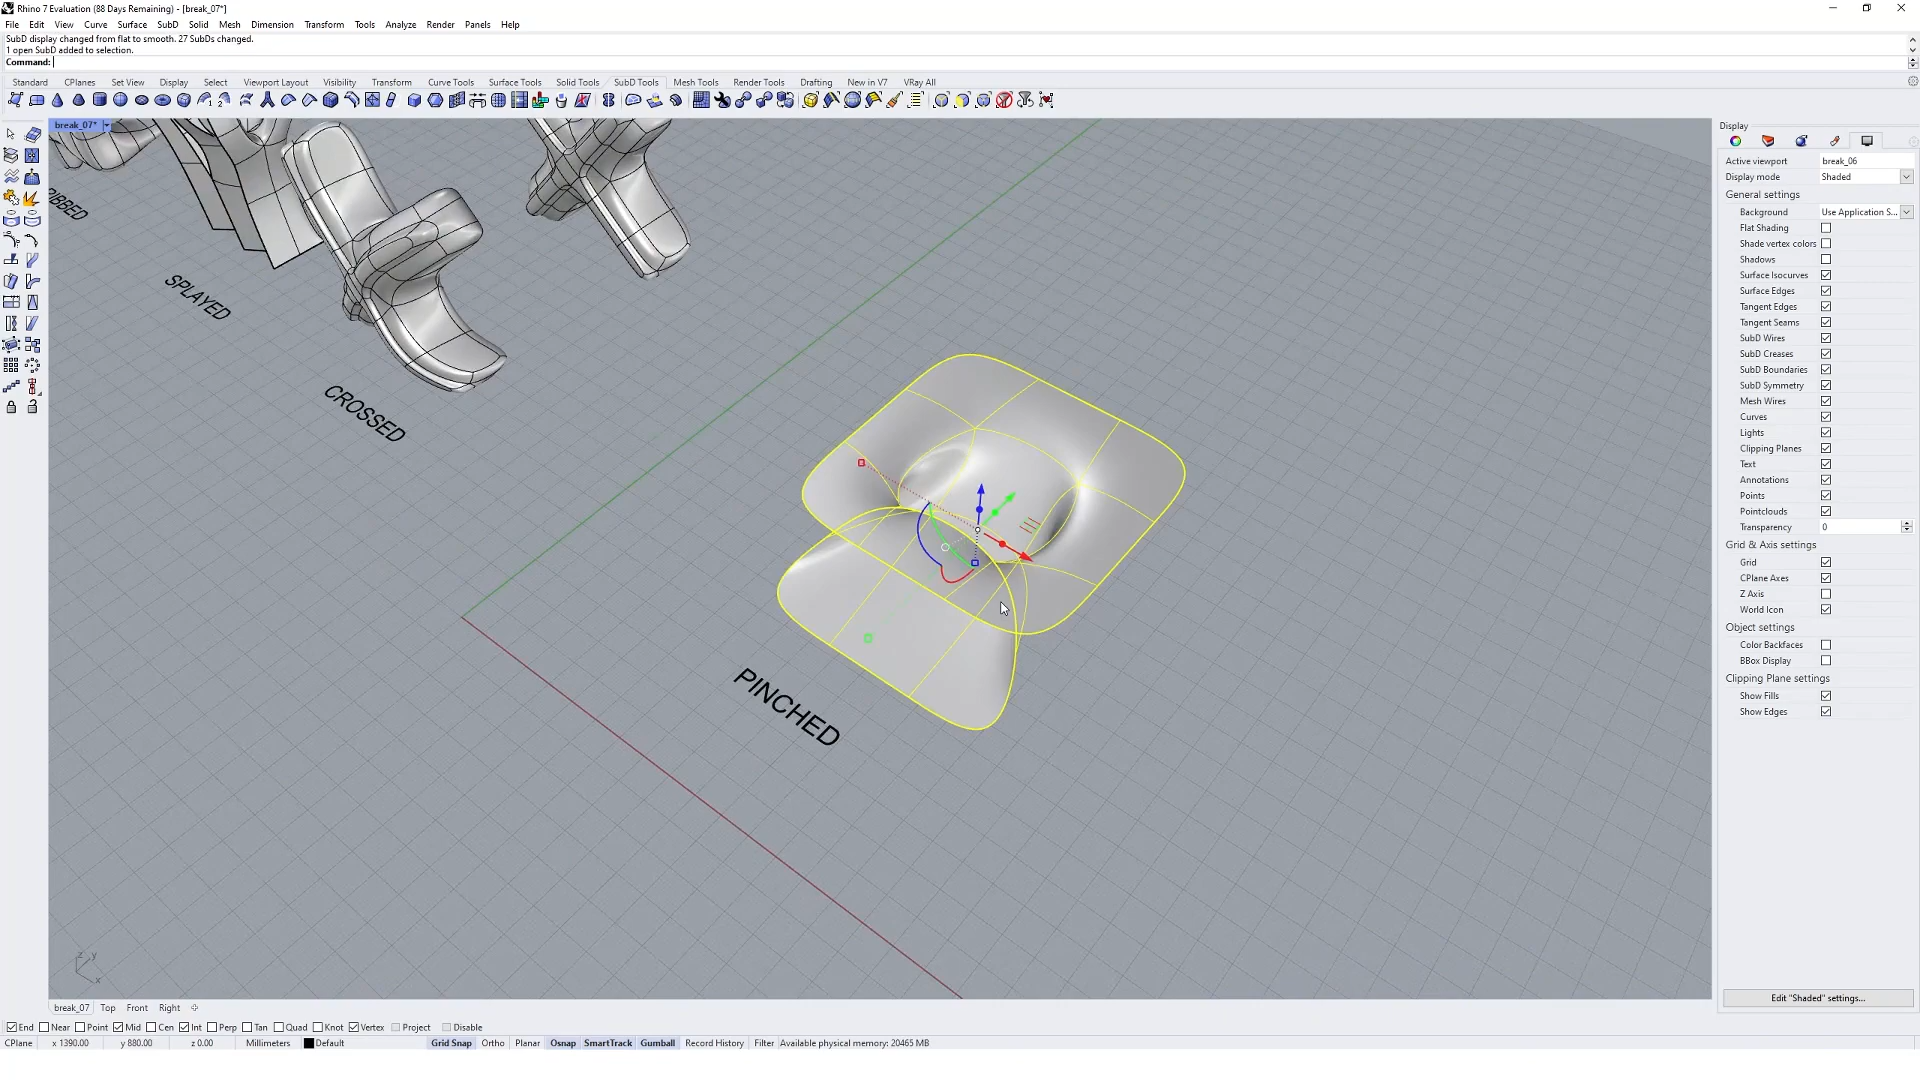 Rhino 7 Evaluation (88 Days Remaining) - [break_07*]
File Edit View Curve Surface SubD Solid Mesh Dimension Transform Tools Analyze Render Panels Help
SubD display changed from flat to smooth. 27 SubDs changed.
1 open SubD added to selection.
Command:
Standard CPlanes Set View Display Select Viewport Layout Visibility Transform Curve Tools Surface Tools Solid Tools SubD Tools Mesh Tools Render Tools Drafting New in V7 VRay All
break_07*
SPLAYED
CROSSED
PINCHED
z y
x
Display
Active viewport break_06
Display mode Shaded
General settings
Background Use Application S...
Flat Shading
Shade vertex colors
Shadows
Surface Isocurves
Surface Edges
Tangent Edges
Tangent Seams
SubD Wires
SubD Creases
SubD Boundaries
SubD Symmetry
Mesh Wires
Curves
Lights
Clipping Planes
Text
Annotations
Points
Pointclouds
Transparency 0
Grid & Axis settings
Grid
CPlane Axes
Z Axis
World Icon
Object settings
Color Backfaces
BBox Display
Clipping Plane settings
Show Fills
Show Edges
Edit "Shaded" settings...
break_07 Top Front Right
End Near Point Mid Cen Int Perp Tan Quad Knot Vertex Project Disable
CPlane x 1390.00 y 880.00 z 0.00 Millimeters Default Grid Snap Ortho Planar Osnap SmartTrack Gumball Record History Filter Available physical memory: 20465 MB